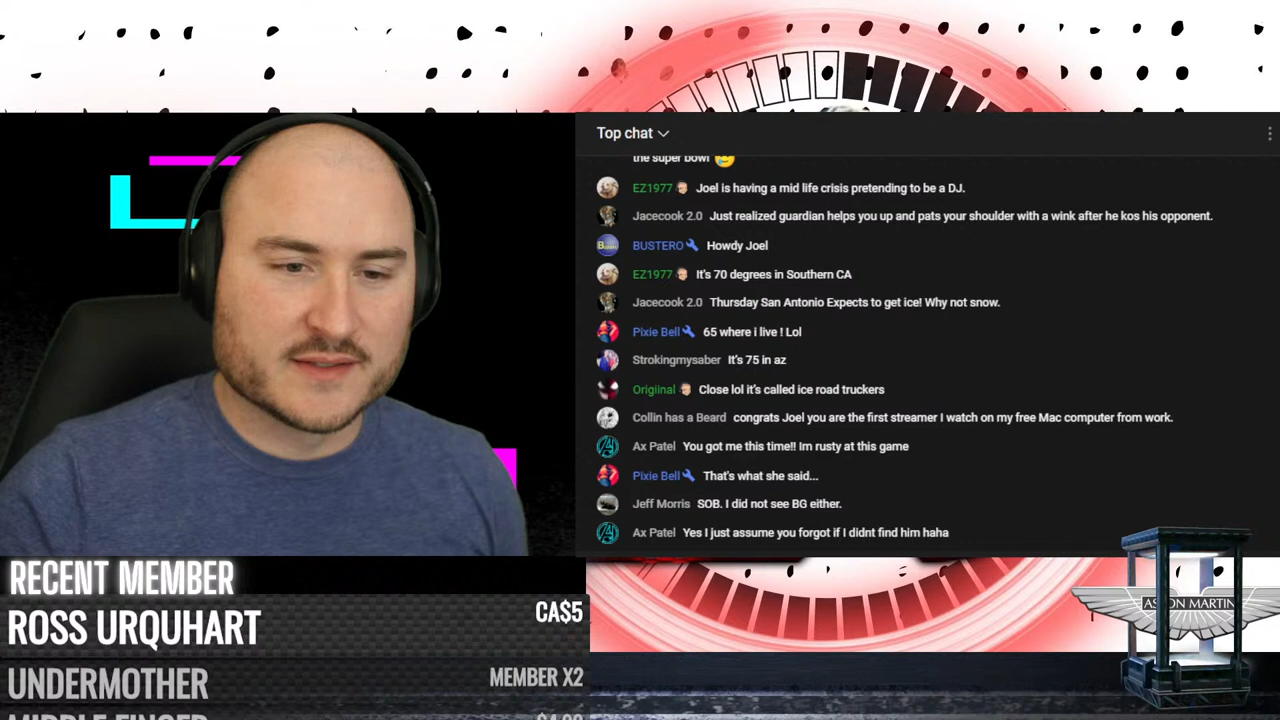 Top chat
the super bowl
EZ1977 Joel is having a mid life crisis pretending to be a DJ.
Jacecook 2.0 Just realized guardian helps you up and pats your shoulder with a wink after he kos his opponent.
BUSTERO Howdy Joel
EZ1977 It's 70 degrees in Southern CA
Jacecook 2.0 Thursday San Antonio Expects to get ice! Why not snow.
Pixie Bell 65 where i live ! Lol
Strokingmysaber It's 75 in az
Origiinal Close lol it's called ice road truckers
Collin has a Beard congrats Joel you are the first streamer I watch on my free Mac computer from work.
Ax Patel You got me this time!! Im rusty at this game
Pixie Bell That's what she said...
Jeff Morris SOB. I did not see BG either.
Ax Patel Yes I just assume you forgot if I didnt find him haha
RECENT MEMBER
ROSS URQUHART CA$5
UNDERMOTHER MEMBER X2
MIDDLE FINGER
ASTON MARTIN